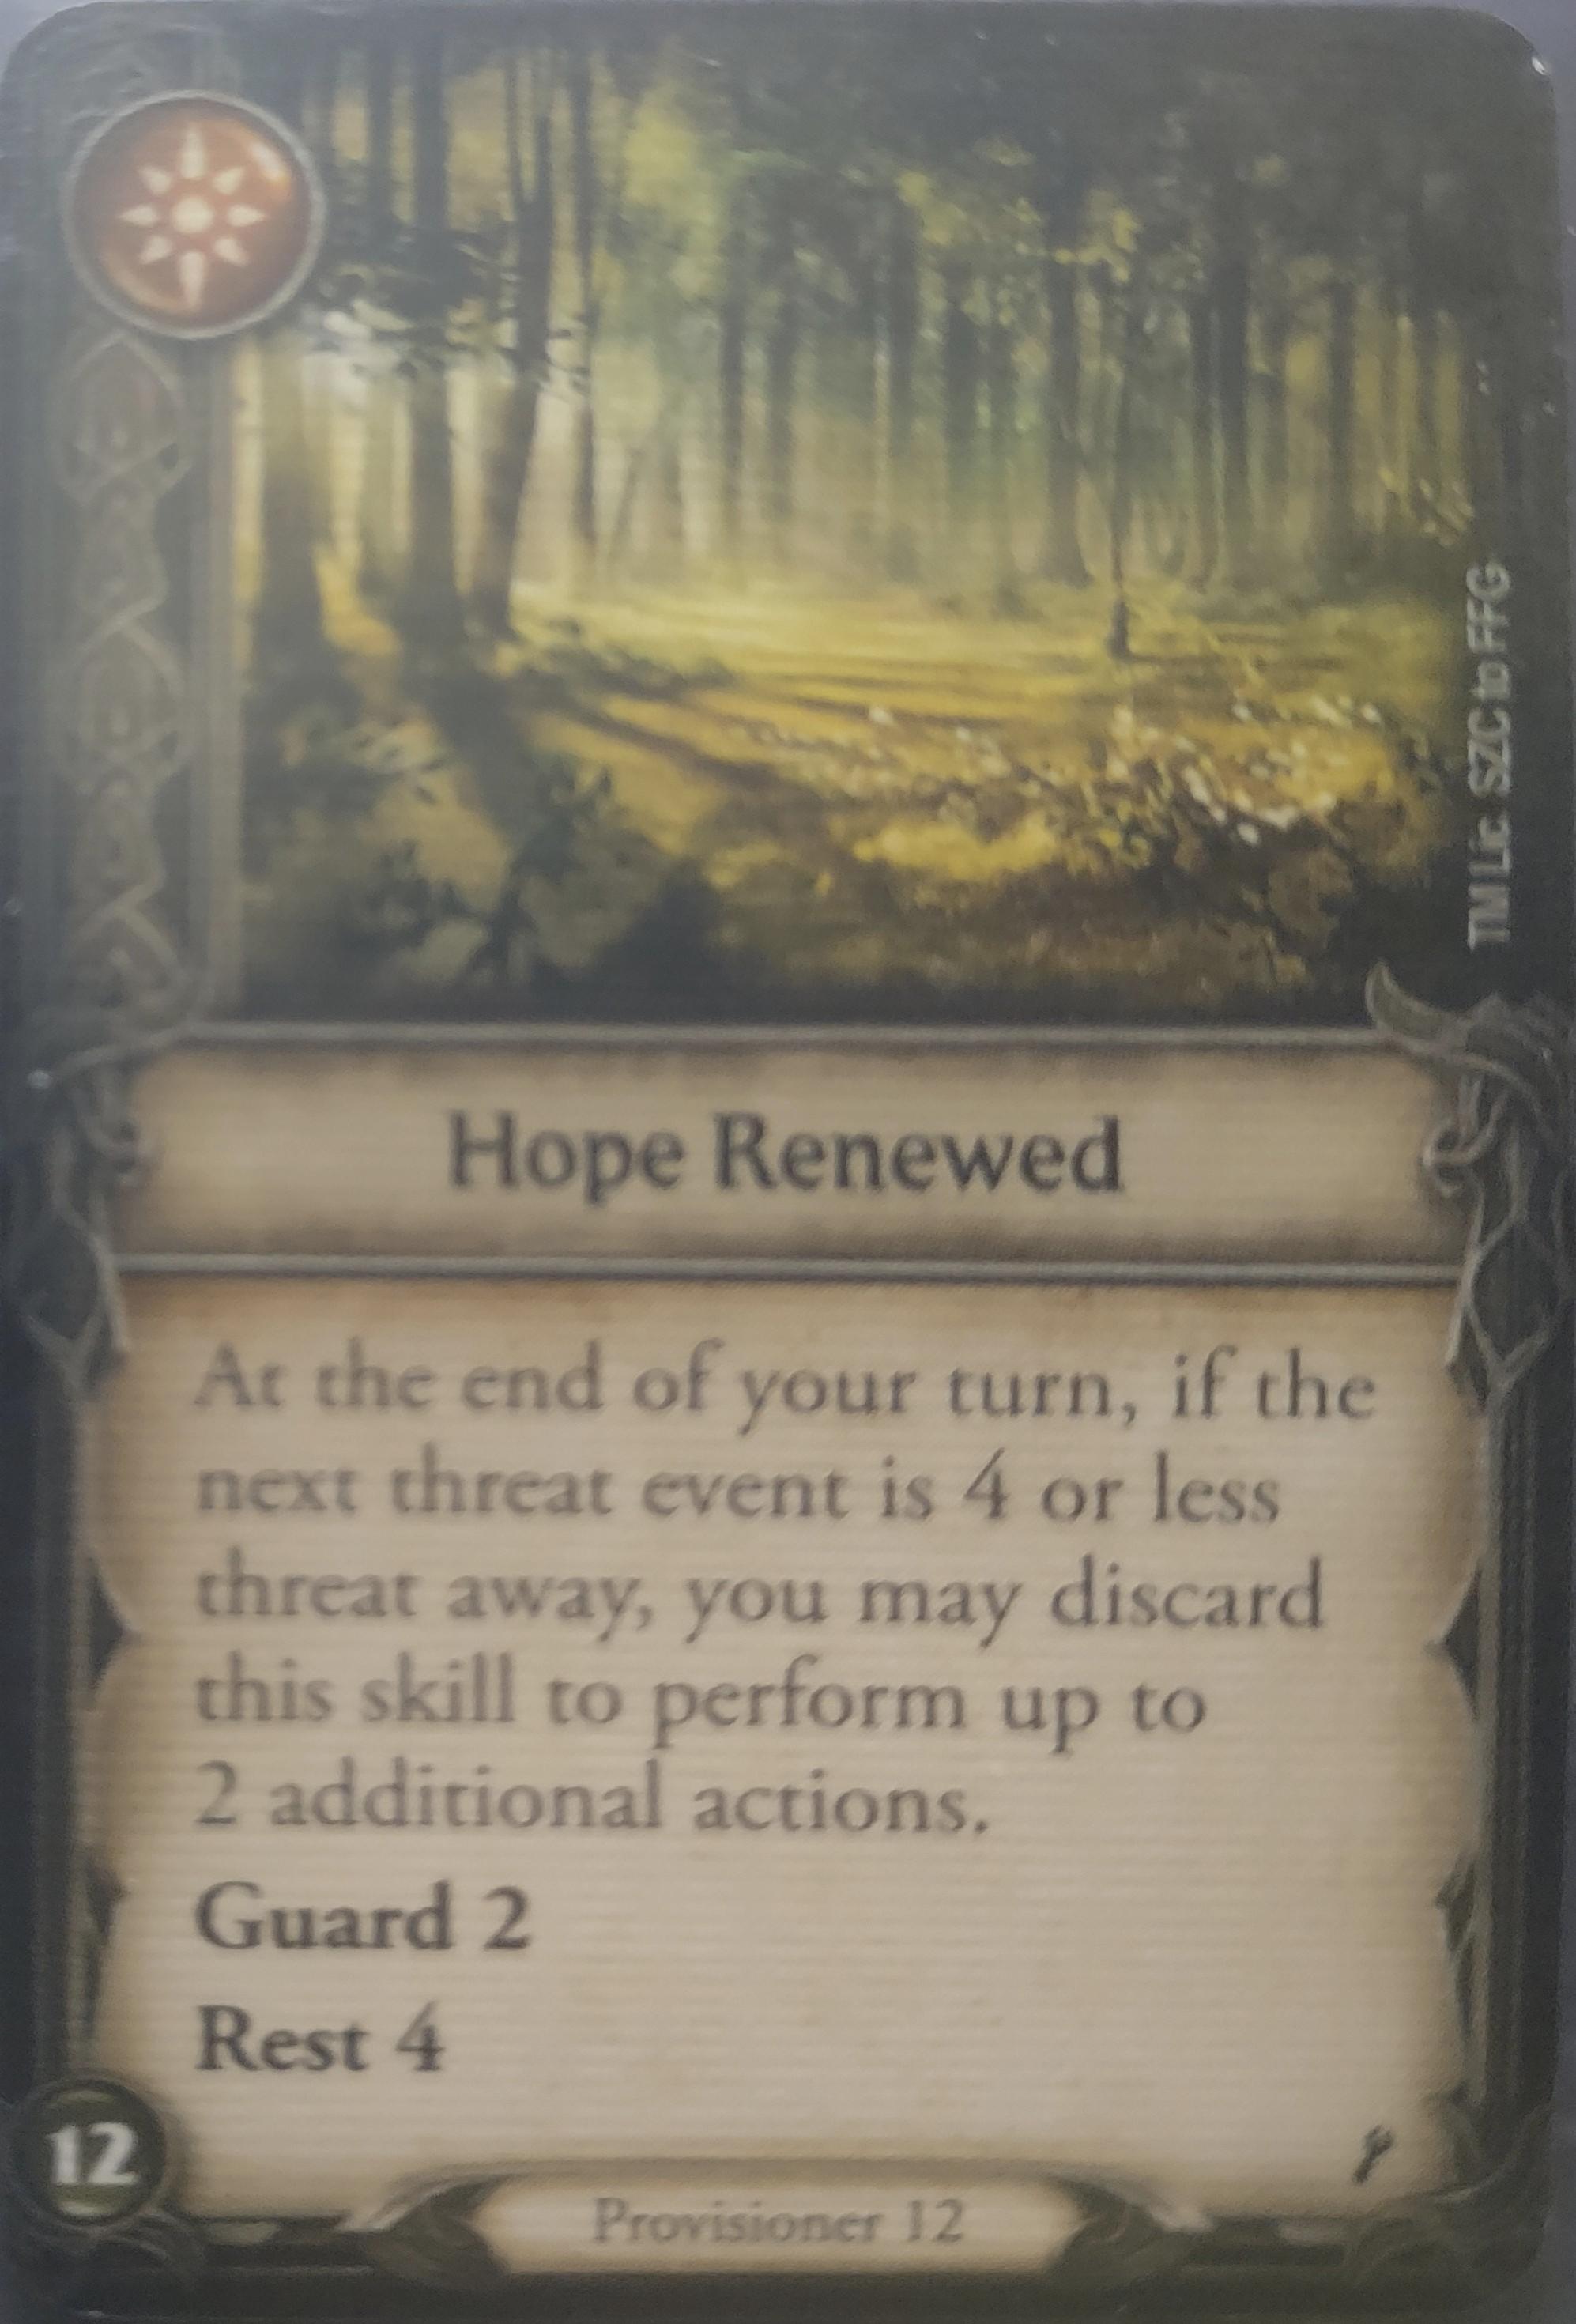 TM Lic. SZC to FFG
Hope Renewed
At the end of your turn, if the
next threat event is 4 or less
threat away, you may discard
this skill to perform up to
2 additional actions.
Guard 2
Rest 4
12
Provisioner 12